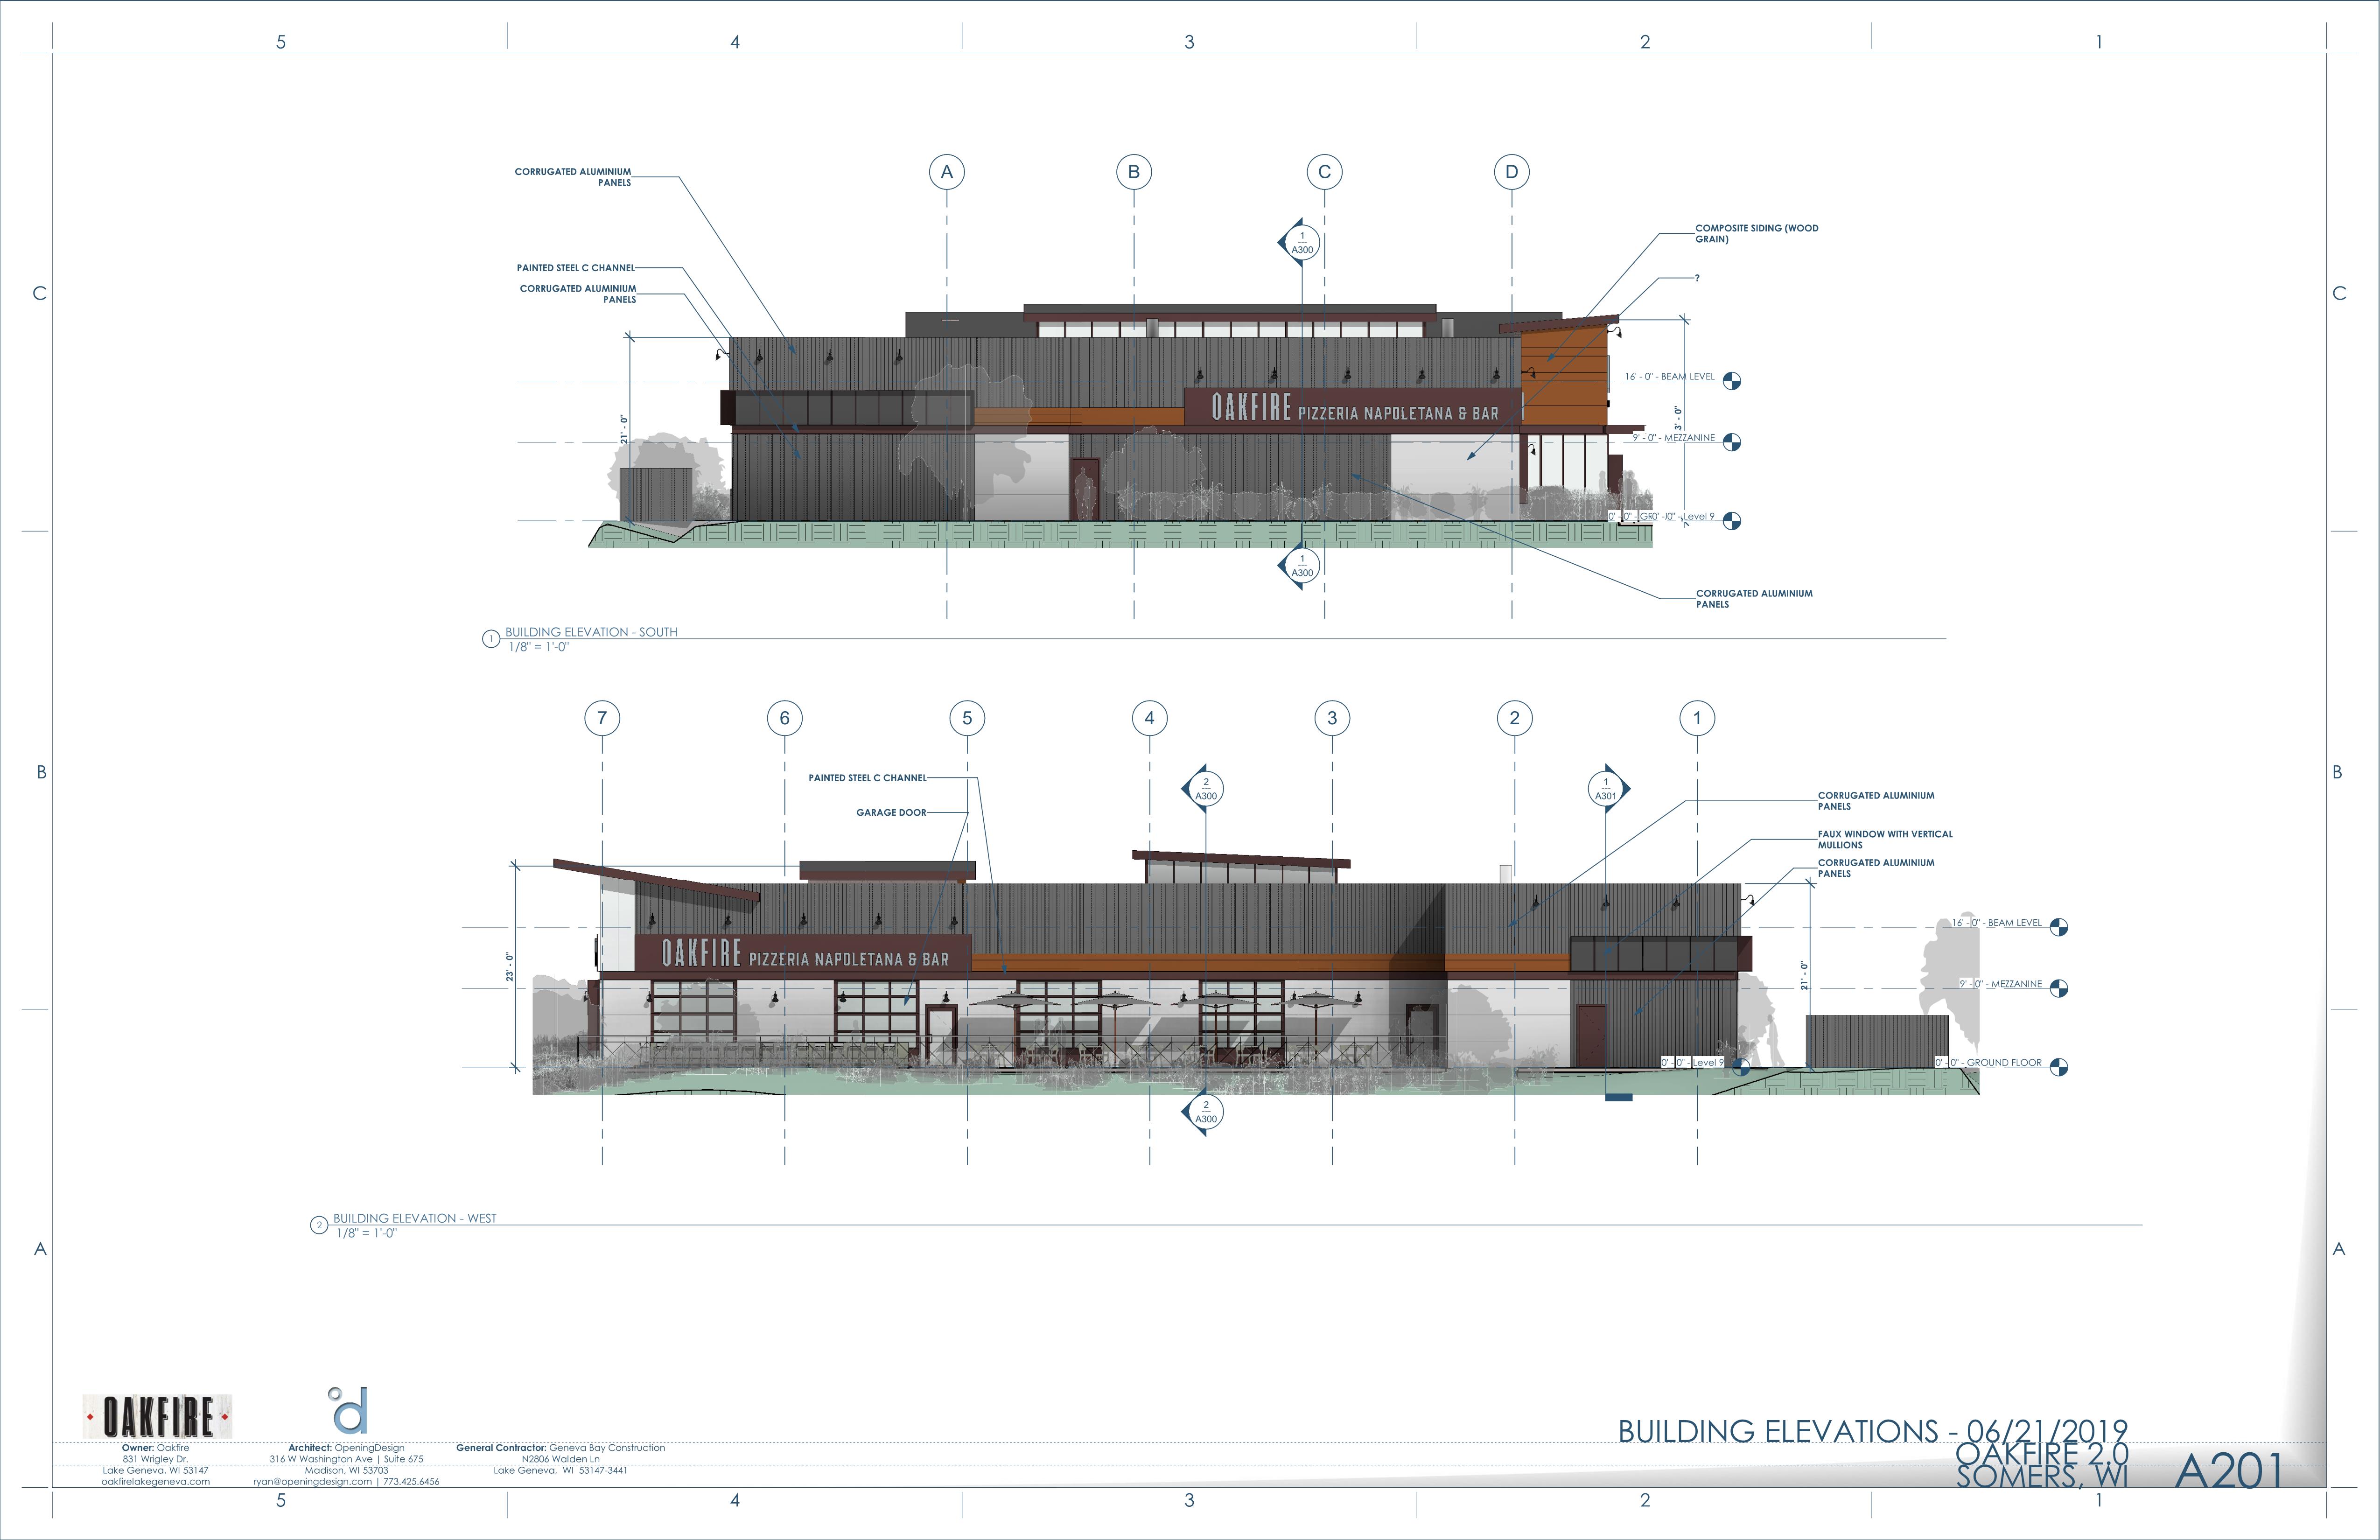 5 4 3 2 1
A B C D
CORRUGATED ALUMINIUM
PANELS
COMPOSITE SIDING (WOOD
GRAIN)
1
A300
PAINTED STEEL C CHANNEL
?
CORRUGATED ALUMINIUM
PANELS
C C
16' - 0" - BEAM LEVEL
OAKFIRE PIZZERIA NAPOLETANA & BAR
21' - 0"
3' - 0"
9' - 0" - MEZZANINE
0' - 0" - Level 9
1
A300
CORRUGATED ALUMINIUM
PANELS
1 BUILDING ELEVATION - SOUTH
1/8" = 1'-0"
7 6 5 4 3 2 1
B B
PAINTED STEEL C CHANNEL
2
A300
1
A301
CORRUGATED ALUMINIUM
PANELS
GARAGE DOOR
FAUX WINDOW WITH VERTICAL
MULLIONS
CORRUGATED ALUMINIUM
PANELS
16' - 0" - BEAM LEVEL
OAKFIRE PIZZERIA NAPOLETANA & BAR
23' - 0"
21' - 0"
9' - 0" - MEZZANINE
0' - 0" - Level 9
0' - 0" - GROUND FLOOR
2
A300
2 BUILDING ELEVATION - WEST
1/8" = 1'-0"
A A
OAKFIRE
d
Owner: Oakfire
831 Wrigley Dr.
Lake Geneva, WI 53147
oakfirelakegeneva.com
Architect: OpeningDesign
316 W Washington Ave | Suite 675
Madison, WI 53703
ryan@openingdesign.com | 773.425.6456
General Contractor: Geneva Bay Construction
N2806 Walden Ln
Lake Geneva, WI 53147-3441
BUILDING ELEVATIONS - 06/21/2019
OAKFIRE 2.0
SOMERS, WI
A201
5 4 3 2 1